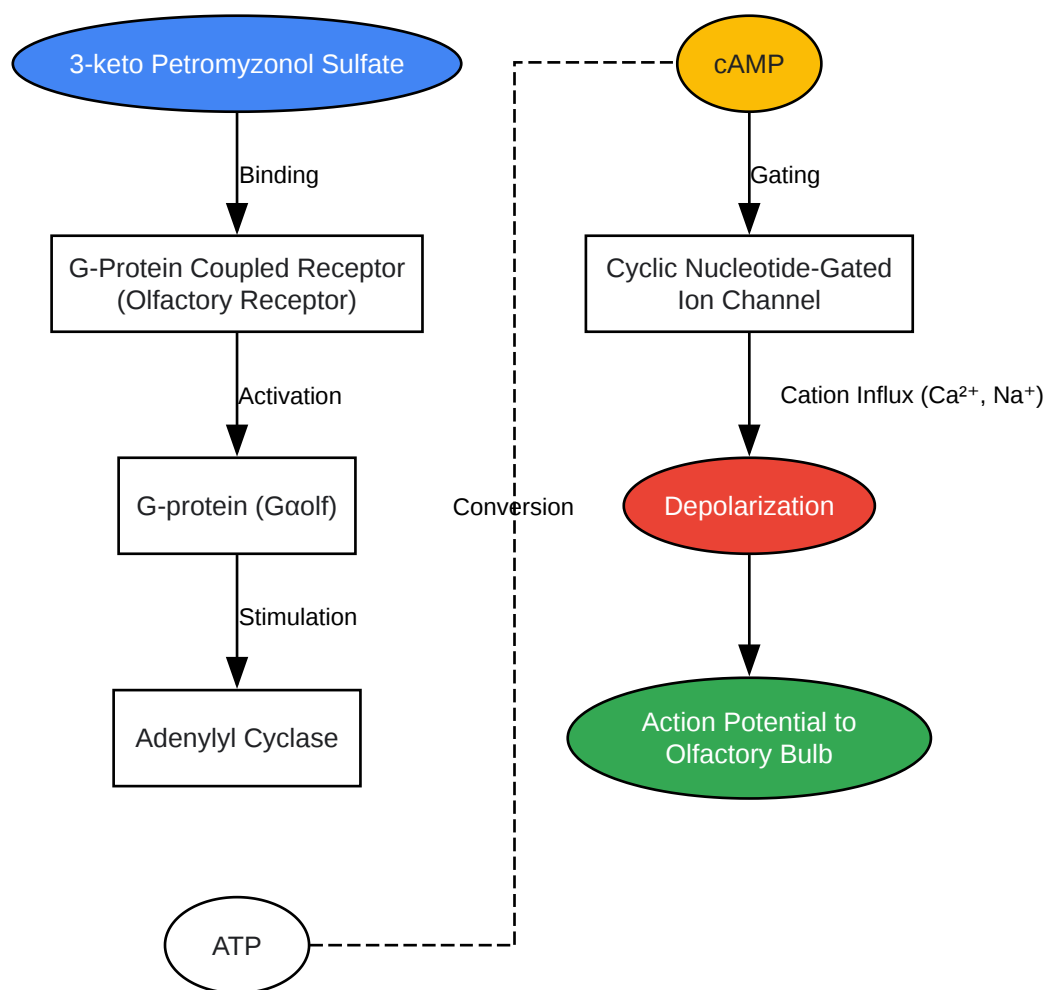 3-keto Petromyzonol Sulfate
Binding
G-Protein Coupled Receptor
(Olfactory Receptor)
Activation
G-protein (Gαolf)
Stimulation
Adenylyl Cyclase
ATP
Conversion
cAMP
Gating
Cyclic Nucleotide-Gated
Ion Channel
Cation Influx (Ca²⁺, Na⁺)
Depolarization
Action Potential to
Olfactory Bulb